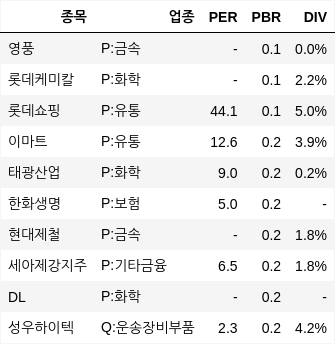 종목 업종 PER PBR DIV
영풍 P:금속 - 0.1 0.0%
롯데케미칼 P:화학 - 0.1 2.2%
롯데쇼핑 P:유통 44.1 0.1 5.0%
이마트 P:유통 12.6 0.2 3.9%
태광산업 P:화학 9.0 0.2 0.2%
한화생명 P:보험 5.0 0.2 -
현대제철 P:금속 - 0.2 1.8%
세아제강지주 P:기타금융 6.5 0.2 1.8%
DL P:화학 - 0.2 -
성우하이텍 Q:운송장비부품 2.3 0.2 4.2%